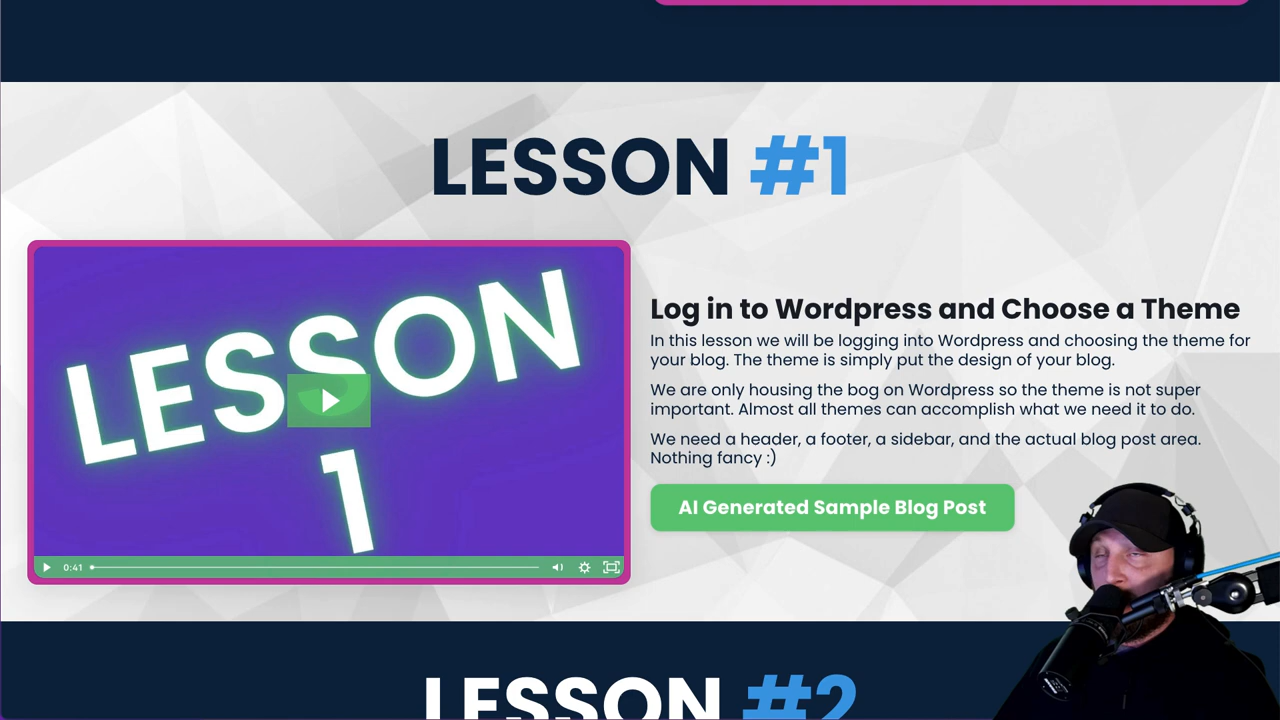 LESSON #1
LESSON
1
0:41
Log in to Wordpress and Choose a Theme
In this lesson we will be logging into Wordpress and choosing the theme for
your blog. The theme is simply put the design of your blog.
We are only housing the bog on Wordpress so the theme is not super
important. Almost all themes can accomplish what we need it to do.
We need a header, a footer, a sidebar, and the actual blog post area.
Nothing fancy :)
AI Generated Sample Blog Post
LESSON #2